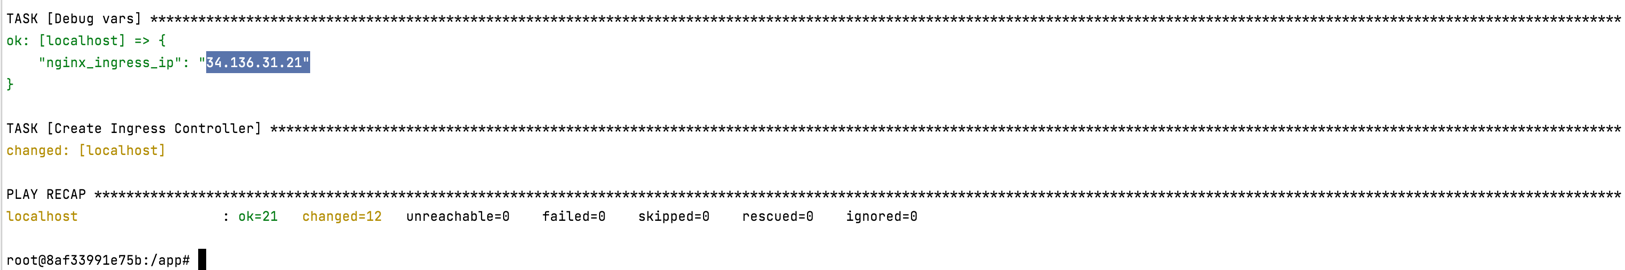 TASK [Debug vars] ****************************************************************************************************************************************************************************************
ok: [localhost] => {
    "nginx_ingress_ip": "34.136.31.21"
}
TASK [Create Ingress Controller] *************************************************************************************************************************************************************************
changed: [localhost]
PLAY RECAP ***********************************************************************************************************************************************************************************************
localhost                  : ok=21   changed=12   unreachable=0    failed=0    skipped=0    rescued=0    ignored=0
root@8af33991e75b:/app#